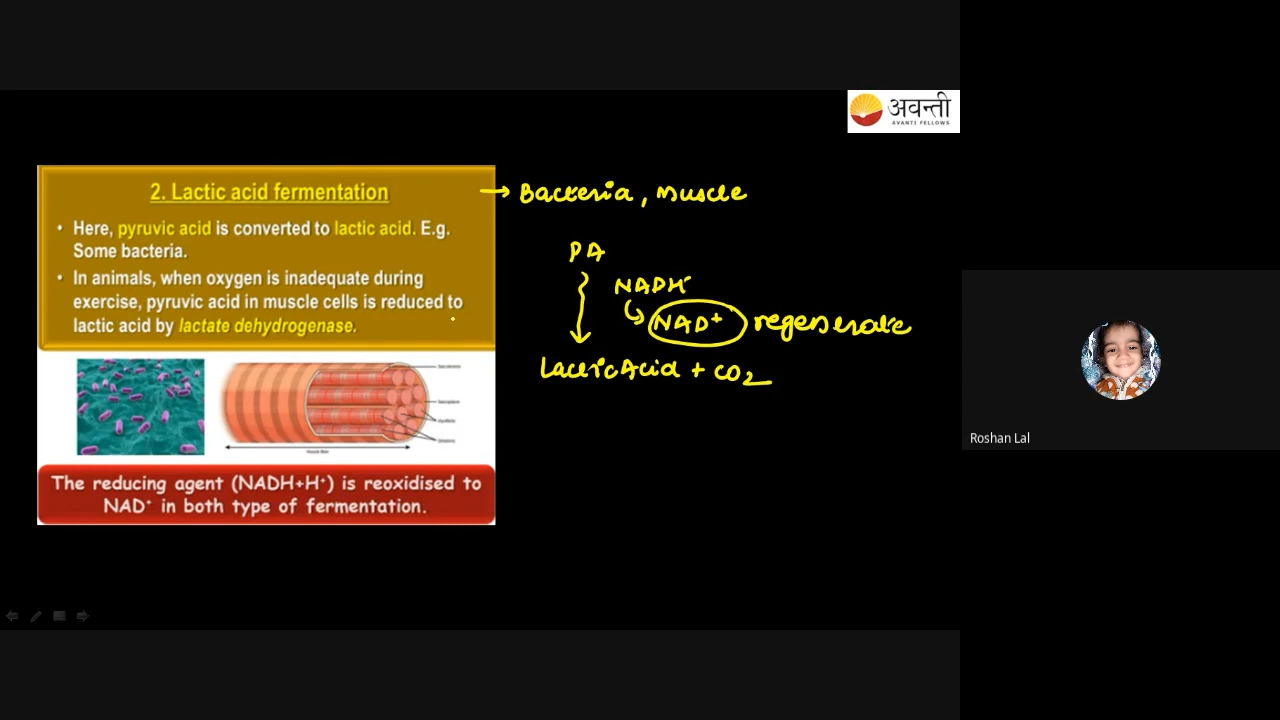 अवन्ती
AVANTI FELLOWS
2. Lactic acid fermentation
• Here, pyruvic acid is converted to lactic acid. E.g.
Some bacteria.
• In animals, when oxygen is inadequate during
exercise, pyruvic acid in muscle cells is reduced to
lactic acid by lactate dehydrogenase.
The reducing agent (NADH+H⁺) is reoxidised to
NAD⁺ in both type of fermentation.
→ Bacteria, Muscle
PA
NADH
NAD⁺ regenerate
Lactic Acid + CO₂
Roshan Lal